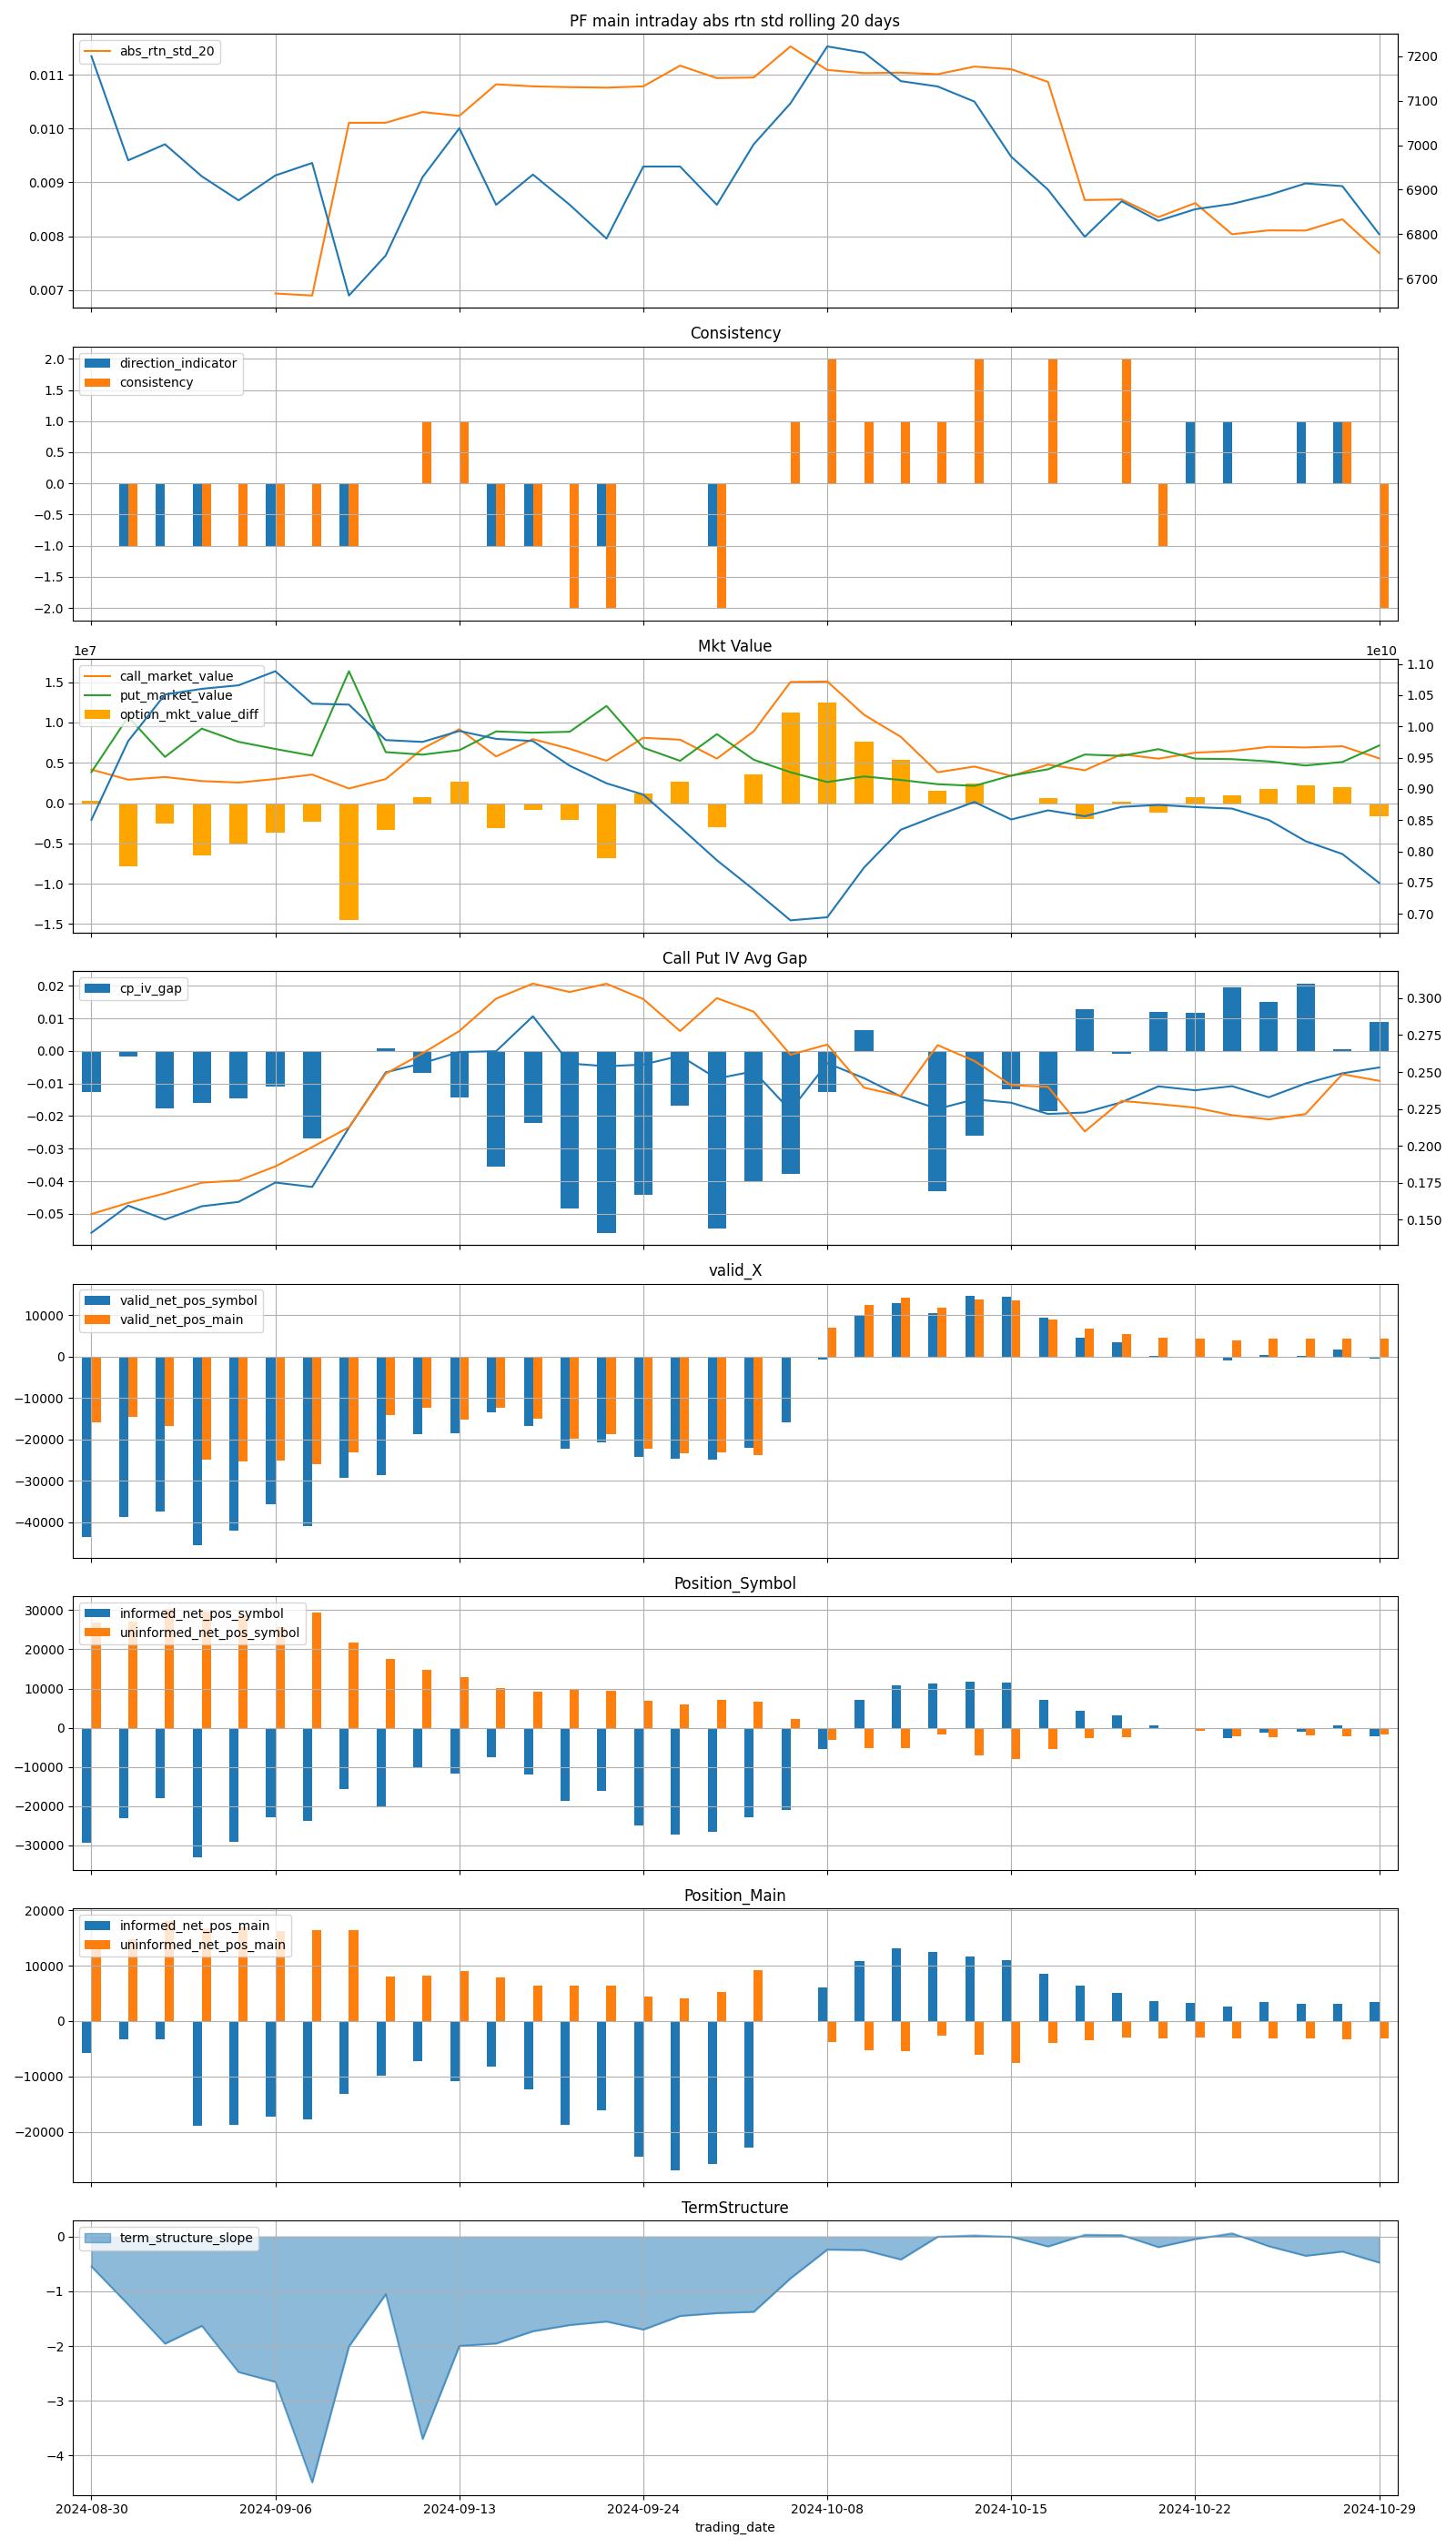 PF main intraday abs rtn std rolling 20 days
abs_rtn_std_20
0.011
0.010
0.009
0.008
0.007
7200
7100
7000
6900
6800
6700
Consistency
direction_indicator
consistency
2.0
1.5
1.0
0.5
0.0
−0.5
−1.0
−1.5
−2.0
Mkt Value
1e7
1e10
call_market_value
put_market_value
option_mkt_value_diff
1.5
1.0
0.5
0.0
−0.5
−1.0
−1.5
1.10
1.05
1.00
0.95
0.90
0.85
0.80
0.75
0.70
Call Put IV Avg Gap
cp_iv_gap
0.02
0.01
0.00
−0.01
−0.02
−0.03
−0.04
−0.05
0.300
0.275
0.250
0.225
0.200
0.175
0.150
valid_X
valid_net_pos_symbol
valid_net_pos_main
10000
0
−10000
−20000
−30000
−40000
Position_Symbol
informed_net_pos_symbol
uninformed_net_pos_symbol
30000
20000
10000
0
−10000
−20000
−30000
Position_Main
informed_net_pos_main
uninformed_net_pos_main
20000
10000
0
−10000
−20000
TermStructure
term_structure_slope
0
−1
−2
−3
−4
2024-08-30 2024-09-06 2024-09-13 2024-09-24 2024-10-08 2024-10-15 2024-10-22 2024-10-29
trading_date